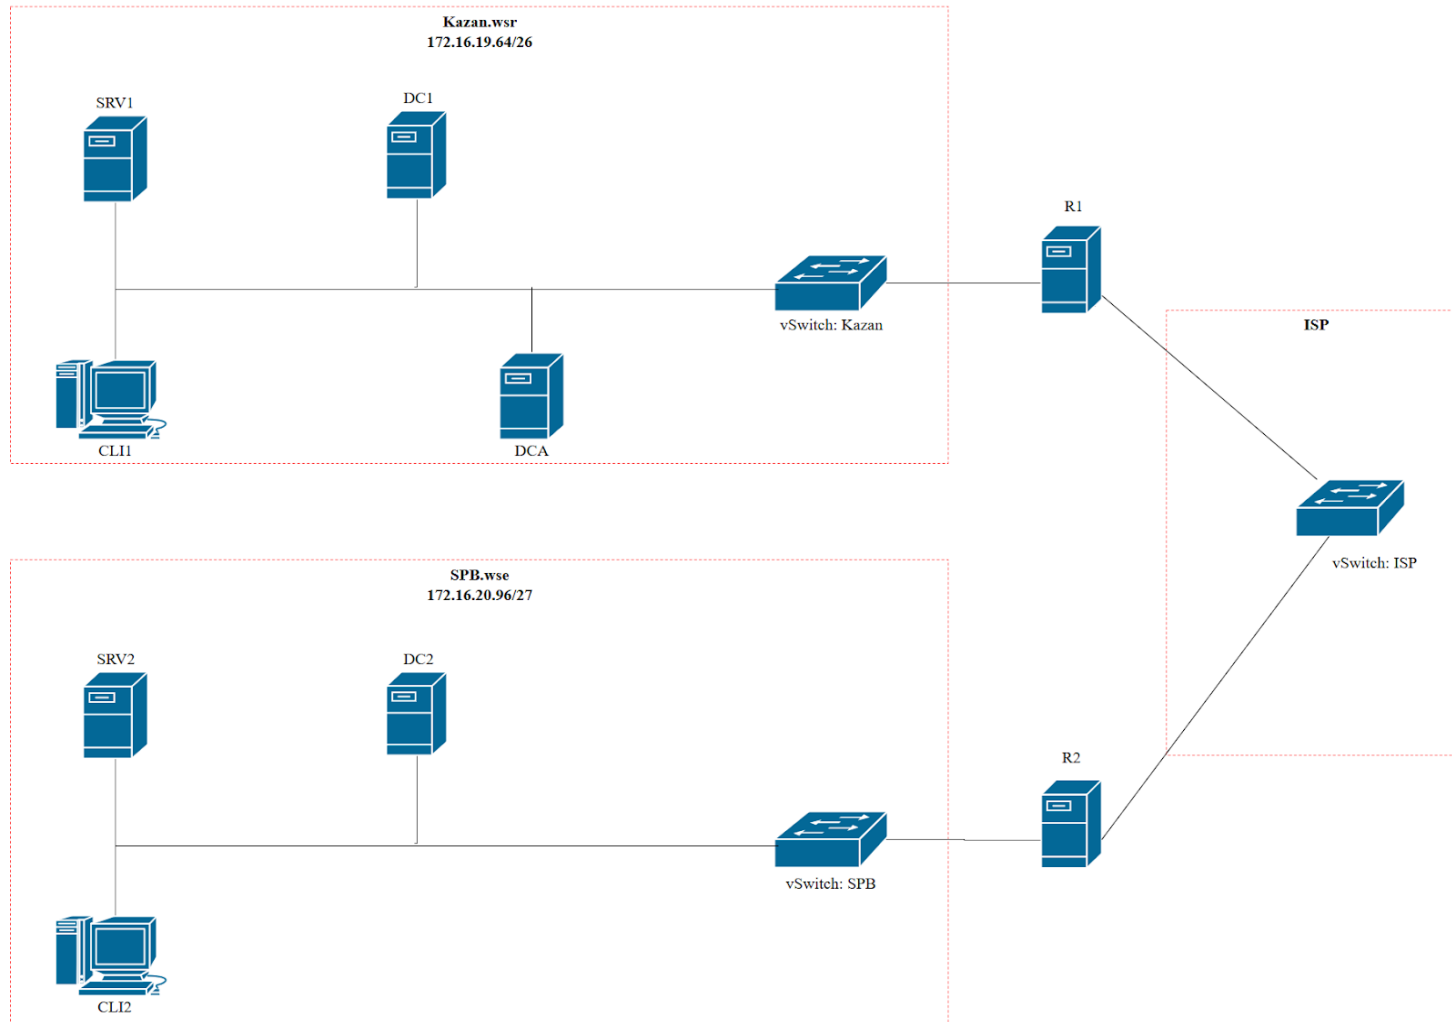 Kazan.wsr
172.16.19.64/26
SRV1
DC1
R1
vSwitch: Kazan
ISP
CLI1
DCA
vSwitch: ISP
SPB.wse
172.16.20.96/27
SRV2
DC2
R2
vSwitch: SPB
CLI2